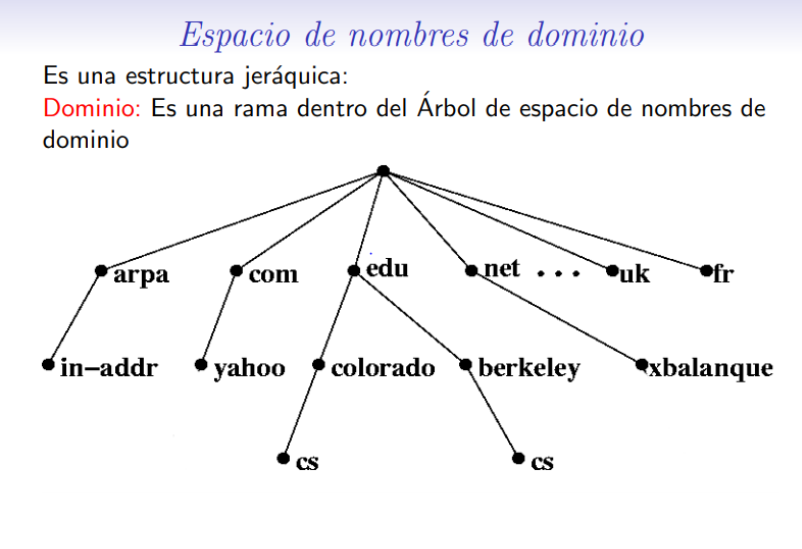 Espacio de nombres de dominio
Es una estructura jeráquica:
Dominio: Es una rama dentro del Árbol de espacio de nombres de
dominio
arpa com edu net ... uk fr
in-addr yahoo colorado berkeley xbalanque
cs cs